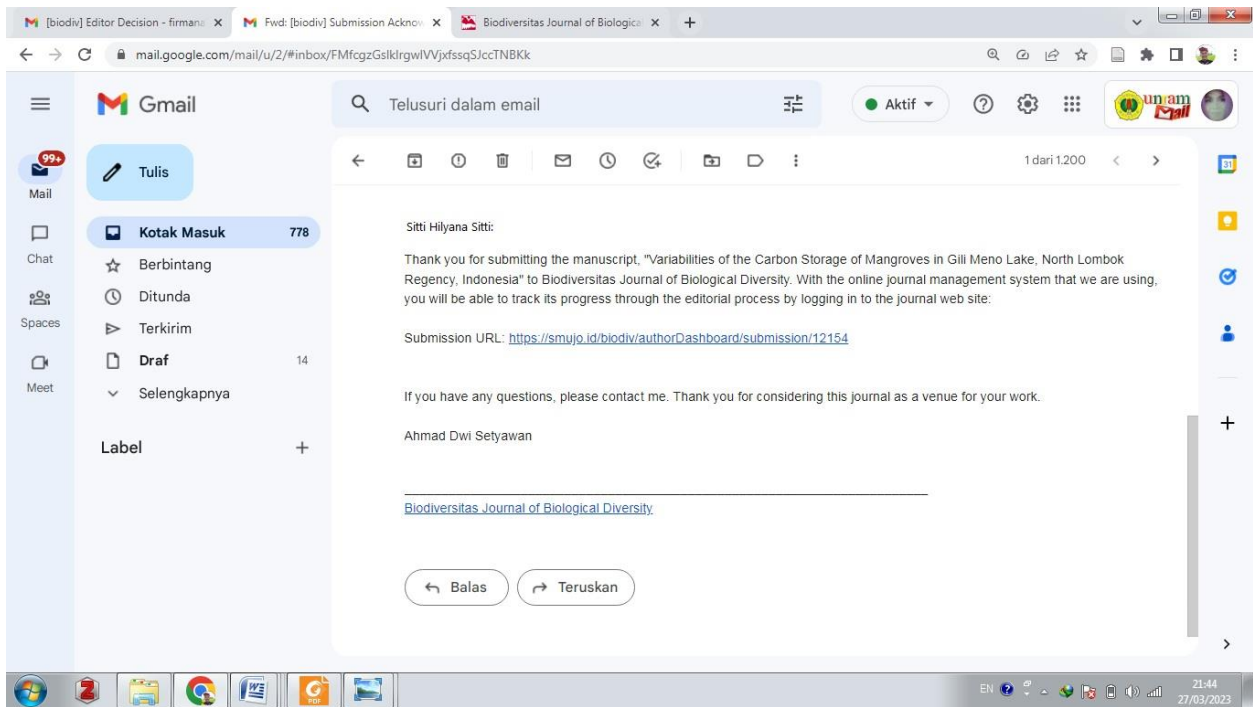 [biodiv] Editor Decision - firmana
Fwd: [biodiv] Submission Acknow
Biodiversitas Journal of Biologica
mail.google.com/mail/u/2/#inbox/
Gmail
Telusuri dalam email
Aktif
unram
Mail
99+
Mail
Chat
Spaces
Meet
Tulis
Kotak Masuk 778
Berbintang
Ditunda
Terkirim
Draf 14
Selengkapnya
Label
1 dari 1.200
31
Sitti Hilyana Sitti:
Thank you for submitting the manuscript, "Variabilities of the Carbon Storage of Mangroves in Gili Meno Lake, North Lombok
Regency, Indonesia" to Biodiversitas Journal of Biological Diversity. With the online journal management system that we are using,
you will be able to track its progress through the editorial process by logging in to the journal web site:
Submission URL: https://smujo.id/biodiv/authorDashboard/submission/12154
If you have any questions, please contact me. Thank you for considering this journal as a venue for your work.
Ahmad Dwi Setyawan
Biodiversitas Journal of Biological Diversity
Balas
Teruskan
EN
21:44
27/03/2023